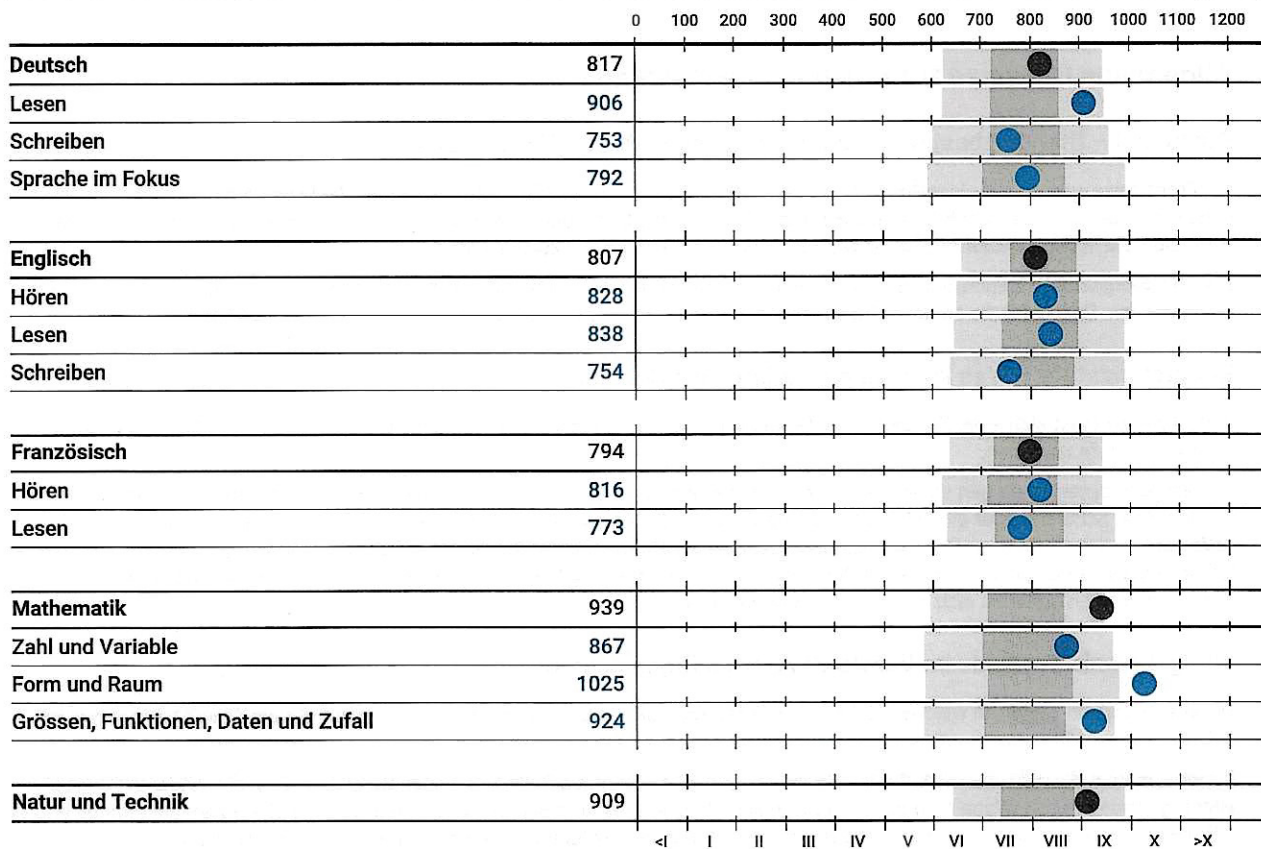 0 100 200 300 400 500 600 700 800 900 1000 1100 1200
Deutsch 817
Lesen 906
Schreiben 753
Sprache im Fokus 792
Englisch 807
Hören 828
Lesen 838
Schreiben 754
Französisch 794
Hören 816
Lesen 773
Mathematik 939
Zahl und Variable 867
Form und Raum 1025
Grössen, Funktionen, Daten und Zufall 924
Natur und Technik 909
<I I II III IV V VI VII VIII IX X >X